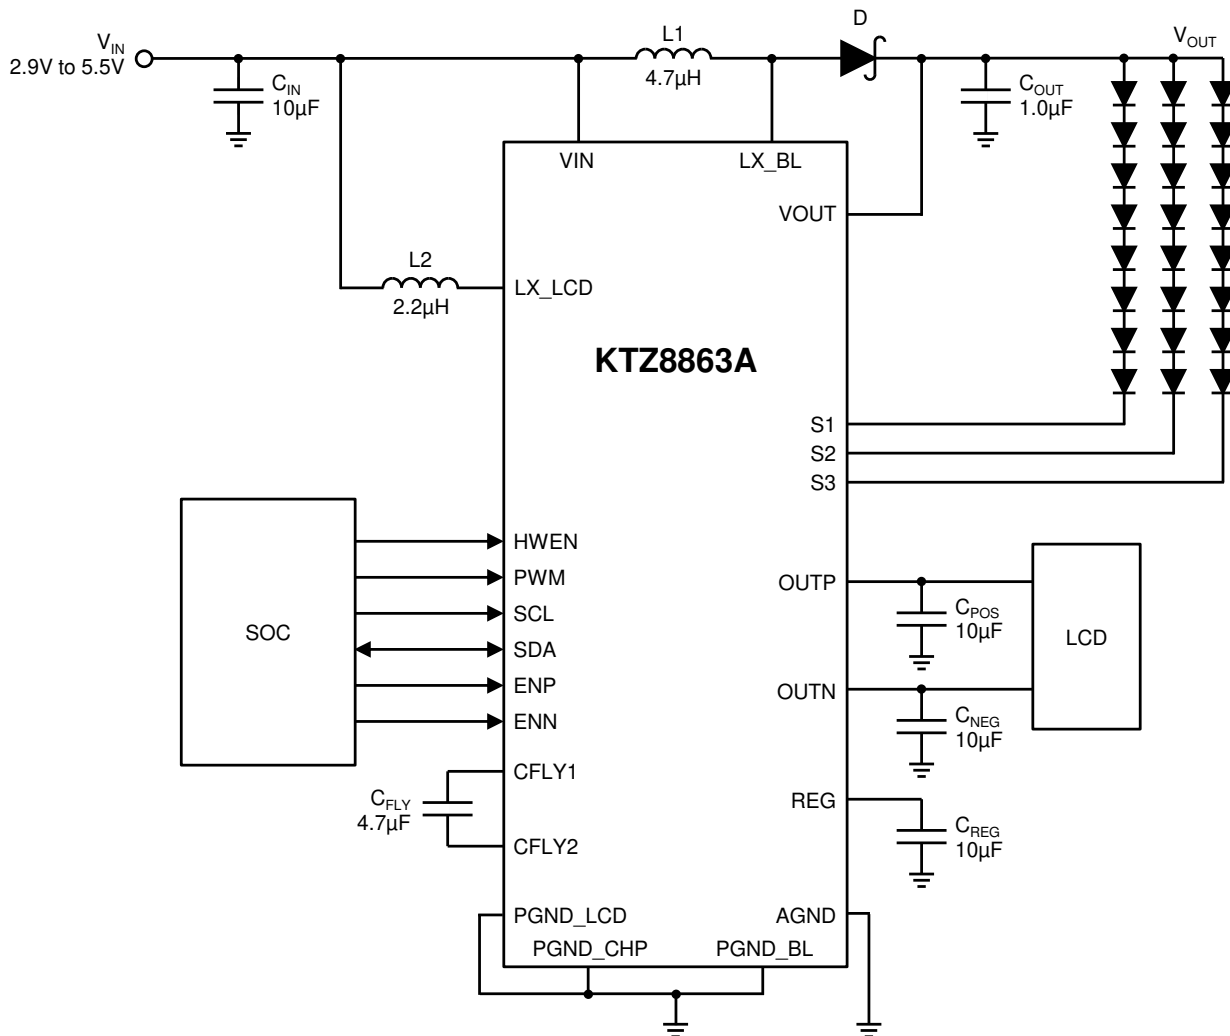 D
V_IN
2.9V to 5.5V
L1
4.7µH
V_OUT
C_IN
10µF
C_OUT
1.0µF
VIN
LX_BL
VOUT
L2
2.2µH
LX_LCD
KTZ8863A
S1
S2
S3
SOC
HWEN
PWM
SCL
SDA
ENP
ENN
OUTP
C_POS
10µF
LCD
OUTN
C_NEG
10µF
CFLY1
C_FLY
4.7µF
CFLY2
REG
C_REG
10µF
PGND_LCD
AGND
PGND_CHP
PGND_BL